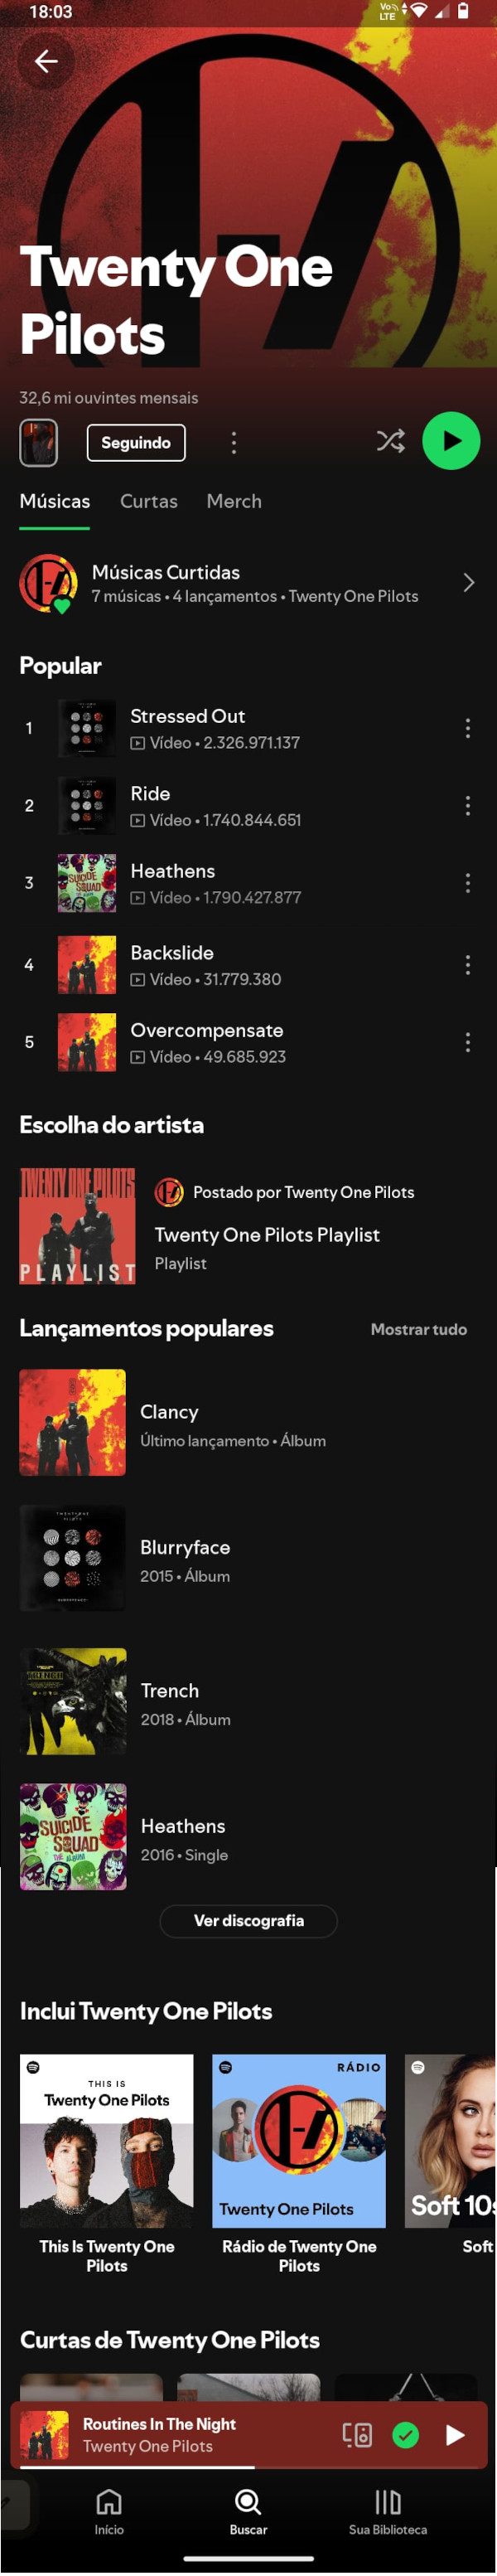 18:03
Vo
LTE
Twenty One
Pilots
32,6 mi ouvintes mensais
Seguindo
Músicas Curtas Merch
Músicas Curtidas
7 músicas • 4 lançamentos • Twenty One Pilots
Popular
1 Stressed Out
Vídeo • 2.326.971.137
2 Ride
Vídeo • 1.740.844.651
SUICIDE
SQUAD
3 Heathens
Vídeo • 1.790.427.877
4 Backslide
Vídeo • 31.779.380
5 Overcompensate
Vídeo • 49.685.923
Escolha do artista
TWENTY ONE PILOTS
PLAYLIST
Postado por Twenty One Pilots
Twenty One Pilots Playlist
Playlist
Lançamentos populares Mostrar tudo
Clancy
Último lançamento • Álbum
Blurryface
2015 • Álbum
TRENCH
Trench
2018 • Álbum
SUICIDE
SQUAD
THE ALBUM
Heathens
2016 • Single
Ver discografia
Inclui Twenty One Pilots
THIS IS
Twenty One Pilots
This Is Twenty One
Pilots
RÁDIO
Twenty One Pilots
Rádio de Twenty One
Pilots
Soft 10s
Soft
Curtas de Twenty One Pilots
Routines In The Night
Twenty One Pilots
Início Buscar Sua Biblioteca